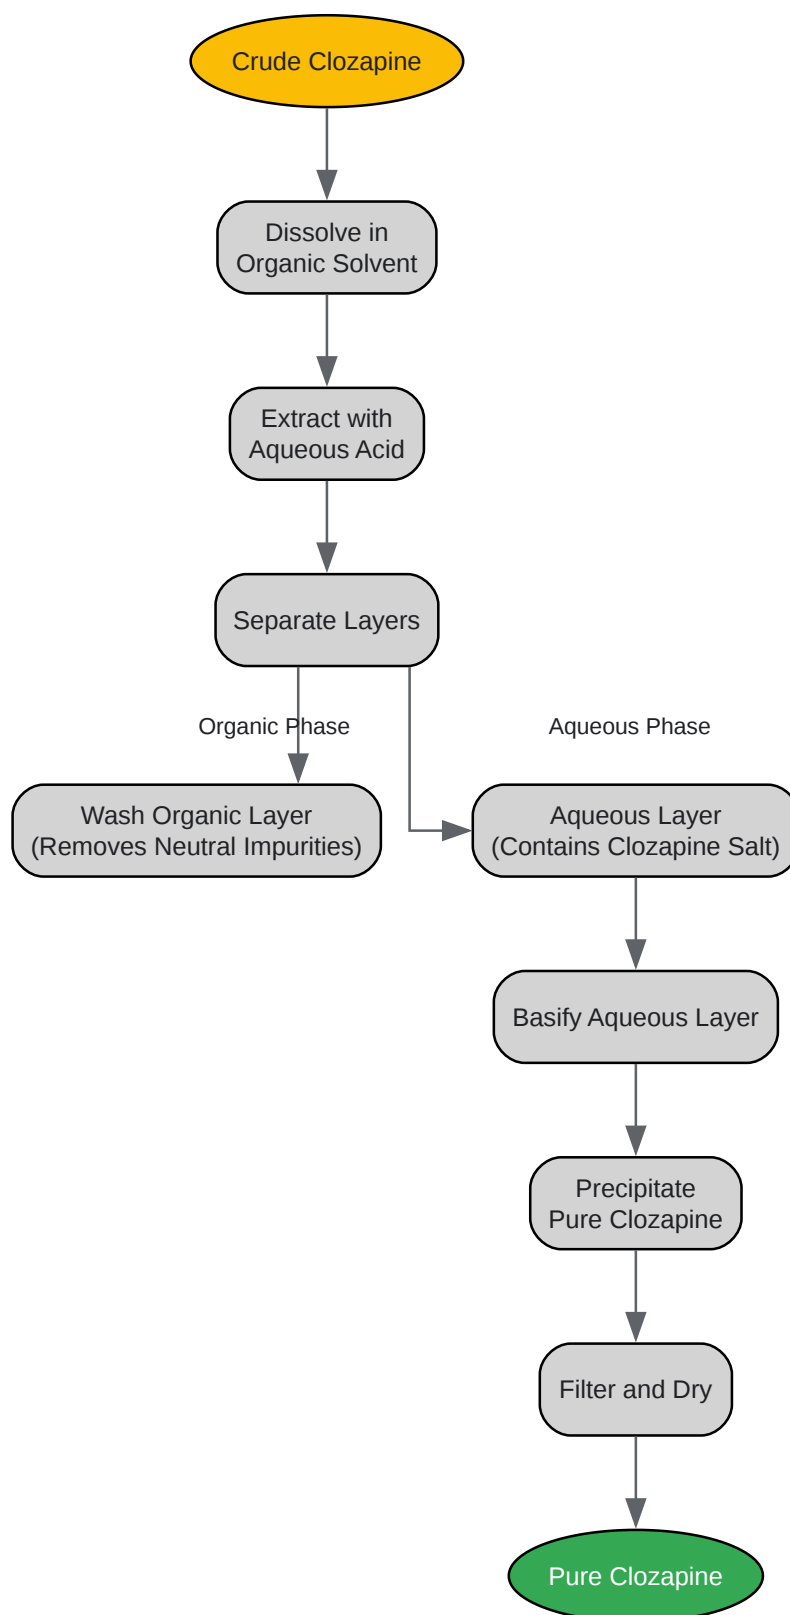 Crude Clozapine
Dissolve in
Organic Solvent
Extract with
Aqueous Acid
Separate Layers
Organic Phase
Aqueous Phase
Wash Organic Layer
(Removes Neutral Impurities)
Aqueous Layer
(Contains Clozapine Salt)
Basify Aqueous Layer
Precipitate
Pure Clozapine
Filter and Dry
Pure Clozapine